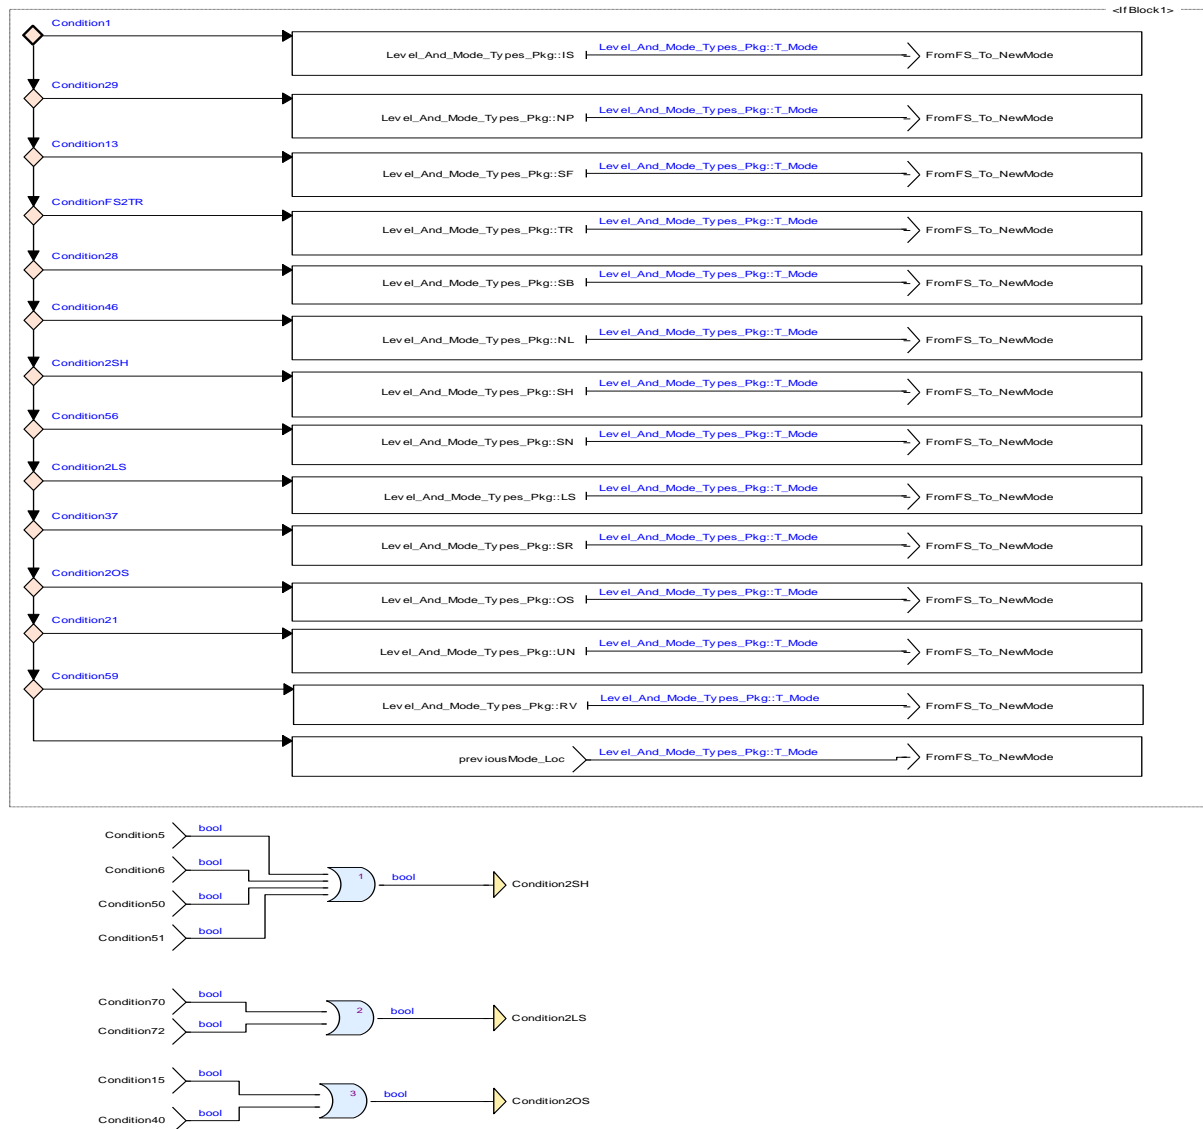 <IfBlock1>
Condition1
Level_And_Mode_Types_Pkg::IS Level_And_Mode_Types_Pkg::T_Mode FromFS_To_NewMode
Condition29
Level_And_Mode_Types_Pkg::NP Level_And_Mode_Types_Pkg::T_Mode FromFS_To_NewMode
Condition13
Level_And_Mode_Types_Pkg::SF Level_And_Mode_Types_Pkg::T_Mode FromFS_To_NewMode
ConditionFS2TR
Level_And_Mode_Types_Pkg::TR Level_And_Mode_Types_Pkg::T_Mode FromFS_To_NewMode
Condition28
Level_And_Mode_Types_Pkg::SB Level_And_Mode_Types_Pkg::T_Mode FromFS_To_NewMode
Condition46
Level_And_Mode_Types_Pkg::NL Level_And_Mode_Types_Pkg::T_Mode FromFS_To_NewMode
Condition2SH
Level_And_Mode_Types_Pkg::SH Level_And_Mode_Types_Pkg::T_Mode FromFS_To_NewMode
Condition56
Level_And_Mode_Types_Pkg::SN Level_And_Mode_Types_Pkg::T_Mode FromFS_To_NewMode
Condition2LS
Level_And_Mode_Types_Pkg::LS Level_And_Mode_Types_Pkg::T_Mode FromFS_To_NewMode
Condition37
Level_And_Mode_Types_Pkg::SR Level_And_Mode_Types_Pkg::T_Mode FromFS_To_NewMode
Condition2OS
Level_And_Mode_Types_Pkg::OS Level_And_Mode_Types_Pkg::T_Mode FromFS_To_NewMode
Condition21
Level_And_Mode_Types_Pkg::UN Level_And_Mode_Types_Pkg::T_Mode FromFS_To_NewMode
Condition59
Level_And_Mode_Types_Pkg::RV Level_And_Mode_Types_Pkg::T_Mode FromFS_To_NewMode
previousMode_Loc Level_And_Mode_Types_Pkg::T_Mode FromFS_To_NewMode
Condition5 bool
Condition6 bool
1 bool Condition2SH
Condition50 bool
Condition51 bool
Condition70 bool
2 bool Condition2LS
Condition72 bool
Condition15 bool
3 bool Condition2OS
Condition40 bool